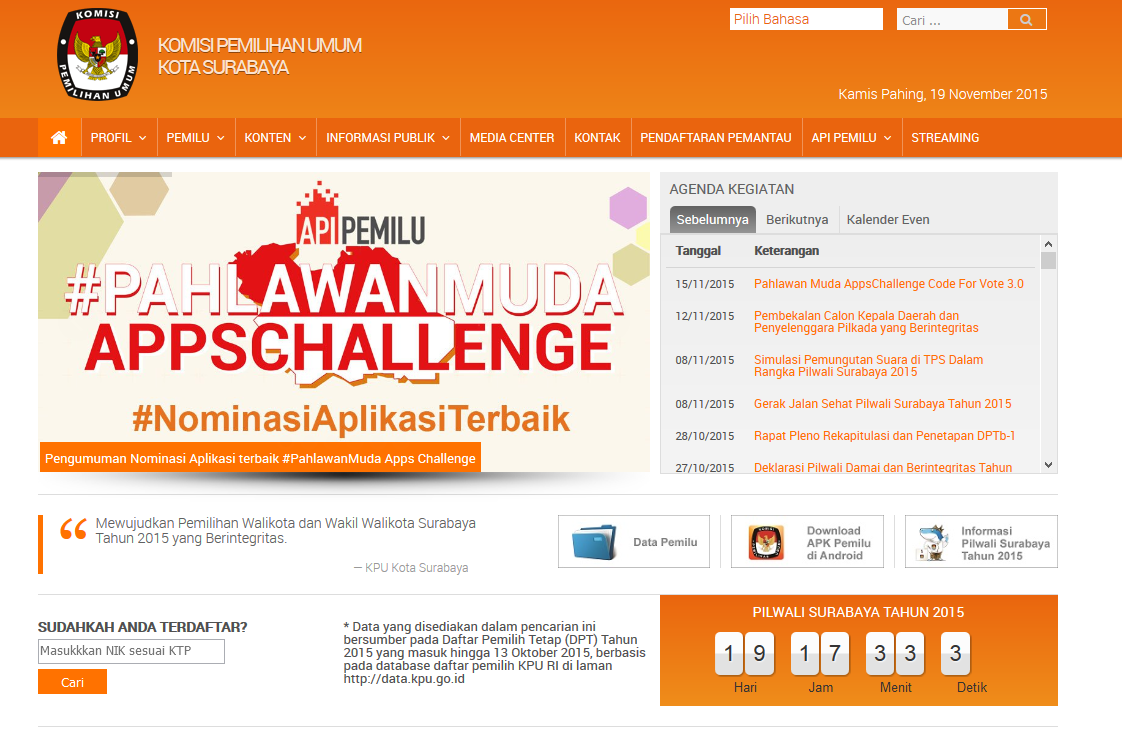 KOMISI
PEMILIHAN UMUM
KOMISI PEMILIHAN UMUM
KOTA SURABAYA
Pilih Bahasa
Cari ...
Kamis Pahing, 19 November 2015
PROFIL
PEMILU
KONTEN
INFORMASI PUBLIK
MEDIA CENTER
KONTAK
PENDAFTARAN PEMANTAU
API PEMILU
STREAMING
API PEMILU
#PAHLAWANMUDA
APPSCHALLENGE
#NominasiAplikasiTerbaik
Pengumuman Nominasi Aplikasi terbaik #PahlawanMuda Apps Challenge
AGENDA KEGIATAN
Sebelumnya Berikutnya Kalender Even
Tanggal Keterangan
15/11/2015 Pahlawan Muda AppsChallenge Code For Vote 3.0
12/11/2015 Pembekalan Calon Kepala Daerah dan
Penyelenggara Pilkada yang Berintegritas
08/11/2015 Simulasi Pemungutan Suara di TPS Dalam
Rangka Pilwali Surabaya 2015
08/11/2015 Gerak Jalan Sehat Pilwali Surabaya Tahun 2015
28/10/2015 Rapat Pleno Rekapitulasi dan Penetapan DPTb-1
27/10/2015 Deklarasi Pilwali Damai dan Berintegritas Tahun
“ Mewujudkan Pemilihan Walikota dan Wakil Walikota Surabaya
Tahun 2015 yang Berintegritas.
— KPU Kota Surabaya
Data Pemilu
Download
APK Pemilu
di Android
Informasi
Pilwali Surabaya
Tahun 2015
SUDAHKAH ANDA TERDAFTAR?
Masukkkan NIK sesuai KTP
Cari
* Data yang disediakan dalam pencarian ini
bersumber pada Daftar Pemilih Tetap (DPT) Tahun
2015 yang masuk hingga 13 Oktober 2015, berbasis
pada database daftar pemilih KPU RI di laman
http://data.kpu.go.id
PILWALI SURABAYA TAHUN 2015
19 17 33 3
Hari Jam Menit Detik